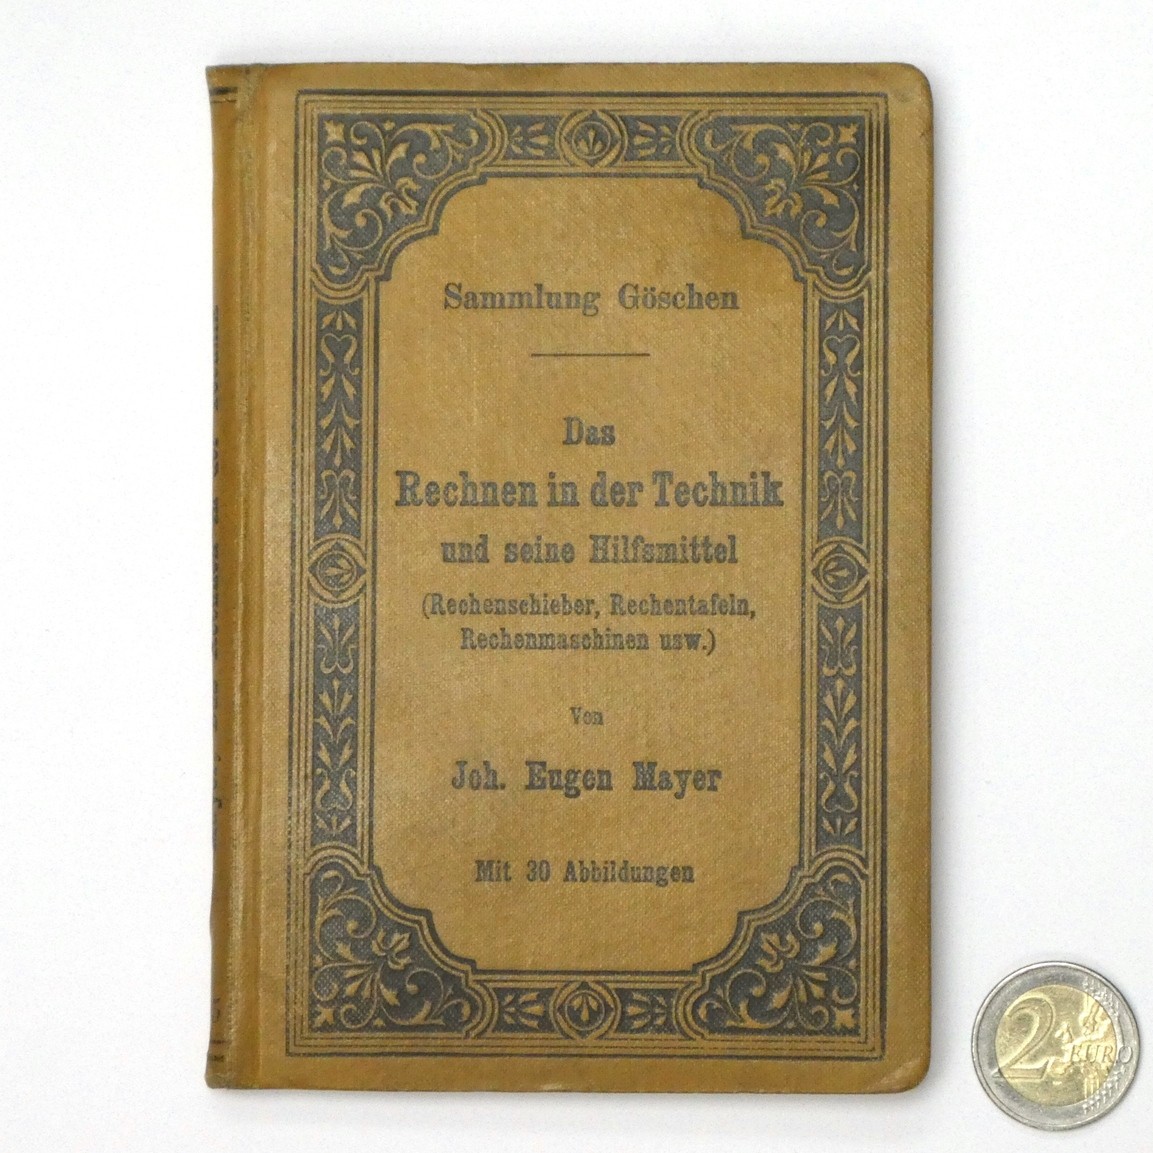 Sammlung Göschen
Das
Rechnen in der Technik
und seine Hilfsmittel
(Rechenschieber, Rechentafeln,
Rechenmaschinen usw.)
Von
Joh. Eugen Mayer
Mit 30 Abbildungen
2 EURO